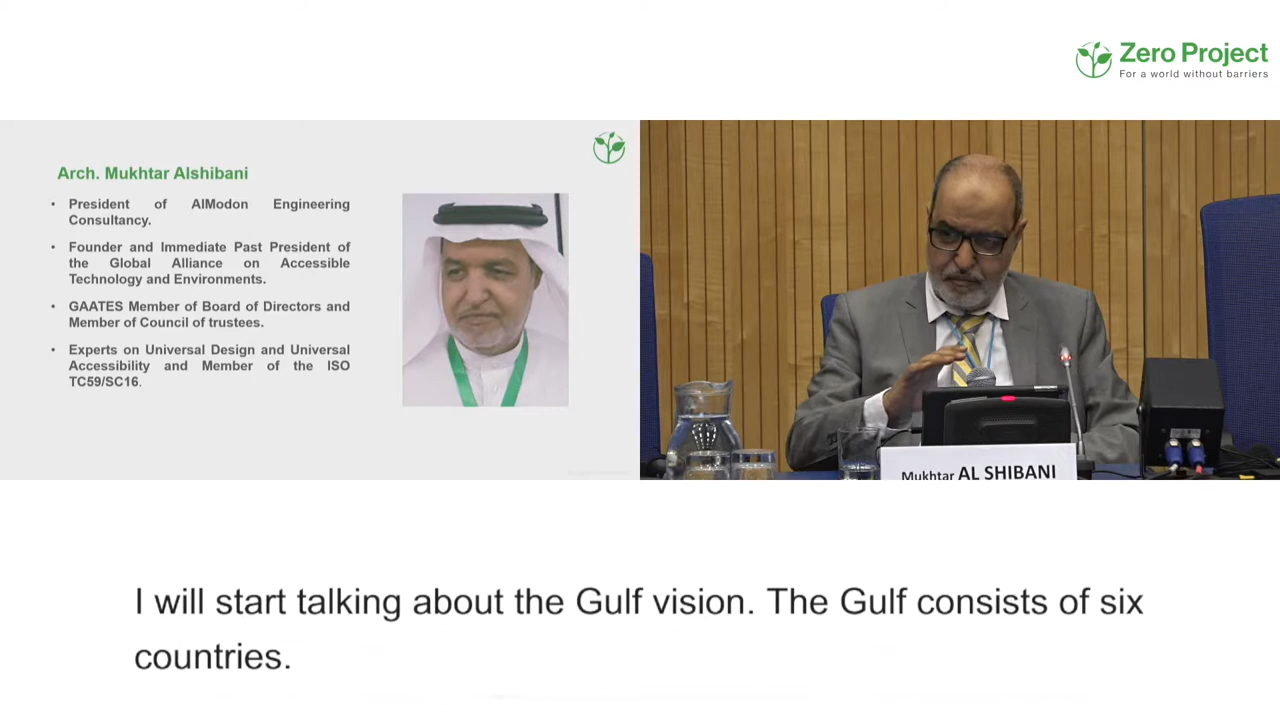 Zero Project
For a world without barriers
Arch. Mukhtar Alshibani
• President of AlModon Engineering
Consultancy.
• Founder and Immediate Past President of
the Global Alliance on Accessible
Technology and Environments.
• GAATES Member of Board of Directors and
Member of Council of trustees.
• Experts on Universal Design and Universal
Accessibility and Member of the ISO
TC59/SC16.
Mukhtar AL SHIBANI
I will start talking about the Gulf vision. The Gulf consists of six
countries.